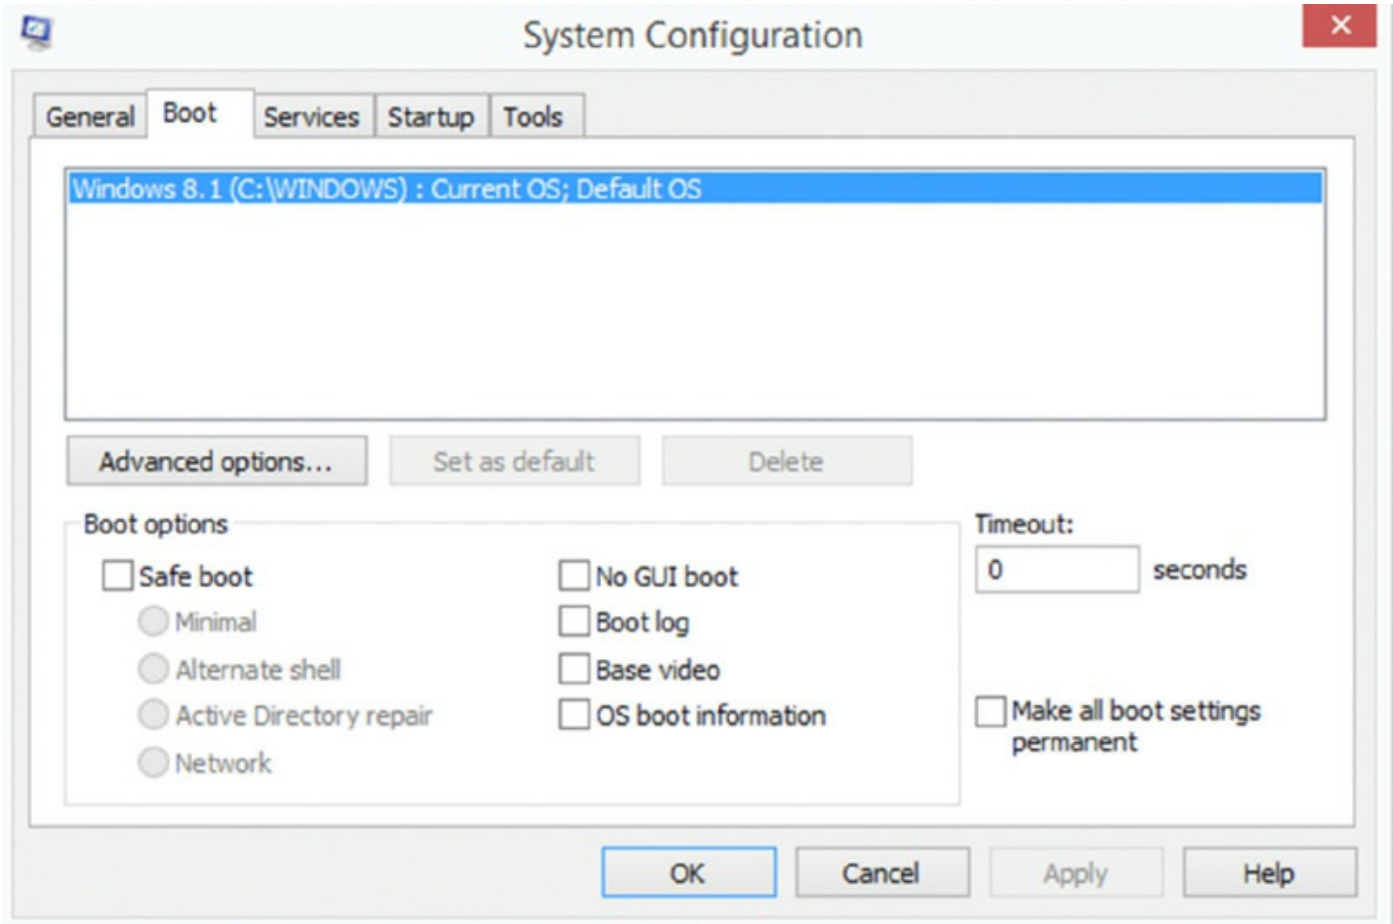 System Configuration
General Boot Services Startup Tools
Windows 8.1 (C:\WINDOWS) : Current OS; Default OS
Advanced options... Set as default Delete
Boot options
Timeout:
Safe boot No GUI boot 0 seconds
Minimal Boot log
Alternate shell Base video
Active Directory repair OS boot information Make all boot settings
permanent
Network
OK Cancel Apply Help